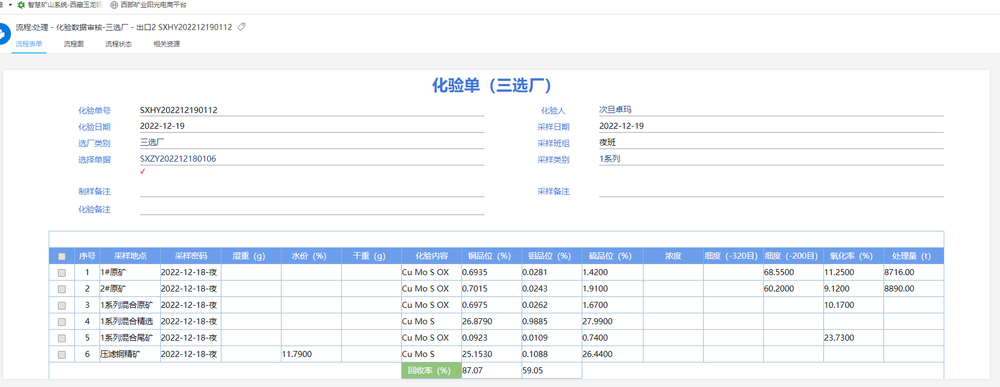 藏 智慧矿山系统-西藏玉龙铜 西部矿业阳光电商平台
流程:处理 - 化验数据审核-三选厂 - 出口2 SXHY202212190112
流程表单 流程图 流程状态 相关资源
化验单（三选厂）
化验单号 SXHY202212190112 化验人 次旦卓玛
化验日期 2022-12-19 采样日期 2022-12-19
选厂类别 三选厂 采样班组 夜班
选择单据 SXZY202212180106 采样类别 1系列
✓
制样备注 采样备注
化验备注
序号 采样地点 采样密码 湿重（g） 水份（%） 干重（g） 化验内容 铜品位（%） 钼品位（%） 硫品位（%） 浓度 细度（-320目） 细度（-200目） 氧化率（%） 处理量（t）
1 1#原矿 2022-12-18-夜 Cu Mo S OX 0.6935 0.0281 1.4200 68.5500 11.2500 8716.00
2 2#原矿 2022-12-18-夜 Cu Mo S OX 0.7015 0.0243 1.9100 60.2000 9.1200 8890.00
3 1系列混合原矿 2022-12-18-夜 Cu Mo S OX 0.6975 0.0262 1.6700 10.1700
4 1系列混合精选 2022-12-18-夜 Cu Mo S 26.8790 0.9885 27.9900
5 1系列混合尾矿 2022-12-18-夜 Cu Mo S OX 0.0923 0.0109 0.7400 23.7300
6 压滤铜精矿 2022-12-18-夜 11.7900 Cu Mo S 25.1530 0.1088 26.4400
回收率（%） 87.07 59.05